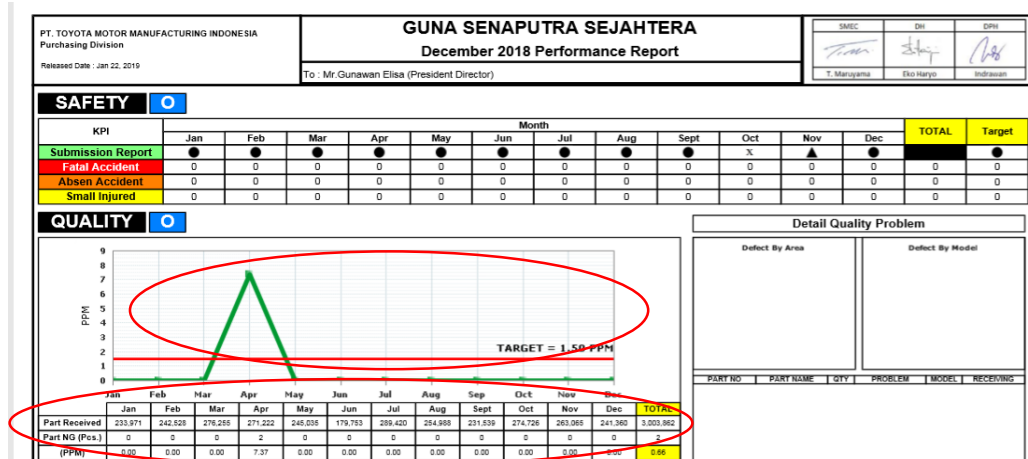 PT. TOYOTA MOTOR MANUFACTURING INDONESIA
Purchasing Division
Released Date : Jan 22, 2019
GUNA SENAPUTRA SEJAHTERA
December 2018 Performance Report
To : Mr.Gunawan Elisa (President Director)
SMEC DH DPH
T. Maruyama Eko Haryo Indrawan
SAFETY O
KPI Month TOTAL Target
Jan Feb Mar Apr May Jun Jul Aug Sept Oct Nov Dec
Submission Report ● ● ● ● ● ● ● ● ● X ▲ ● ●
Fatal Accident 0 0 0 0 0 0 0 0 0 0 0 0 0 0
Absen Accident 0 0 0 0 0 0 0 0 0 0 0 0 0 0
Small Injured 0 0 0 0 0 0 0 0 0 0 0 0 0 0
QUALITY O
Detail Quality Problem
Defect By Area Defect By Model
PPM
9
8
7
6
5
4
3
2
1
0
TARGET = 1.50 PPM
Jan Feb Mar Apr May Jun Jul Aug Sep Oct Nov Dec
PART NO PART NAME QTY PROBLEM MODEL RECEIVING
Jan Feb Mar Apr May Jun Jul Aug Sept Oct Nov Dec TOTAL
Part Received 233,971 242,528 276,255 271,222 245,035 179,753 289,420 254,988 231,539 274,726 263,065 241,360 3,003,862
Part NG (Pcs.) 0 0 0 2 0 0 0 0 0 0 0 0 2
(PPM) 0.00 0.00 0.00 7.37 0.00 0.00 0.00 0.00 0.00 0.00 0.00 0.00 0.66